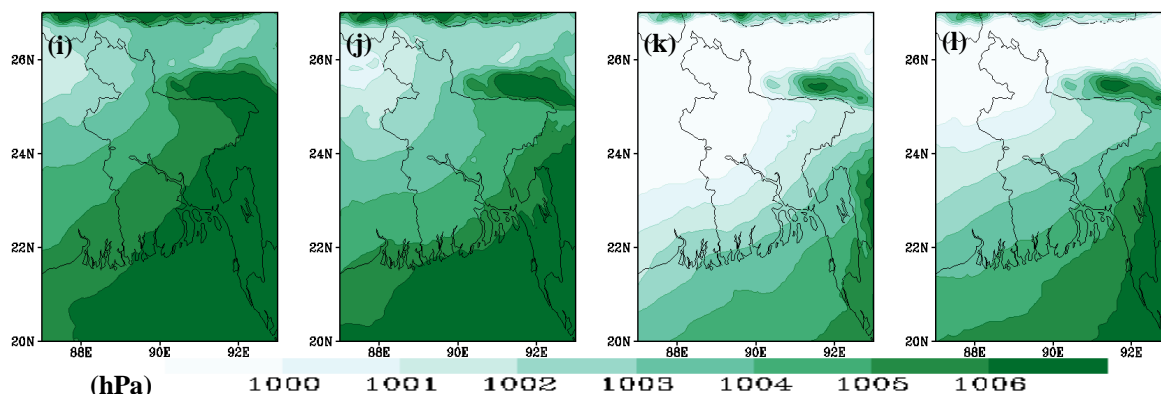 (i) (j) (k) (l)
26N 26N 26N 26N
24N 24N 24N 24N
22N 22N 22N 22N
20N 20N 20N 20N
88E 90E 92E 88E 90E 92E 88E 90E 92E 88E 90E 92E
(hPa) 1000 1001 1002 1003 1004 1005 1006